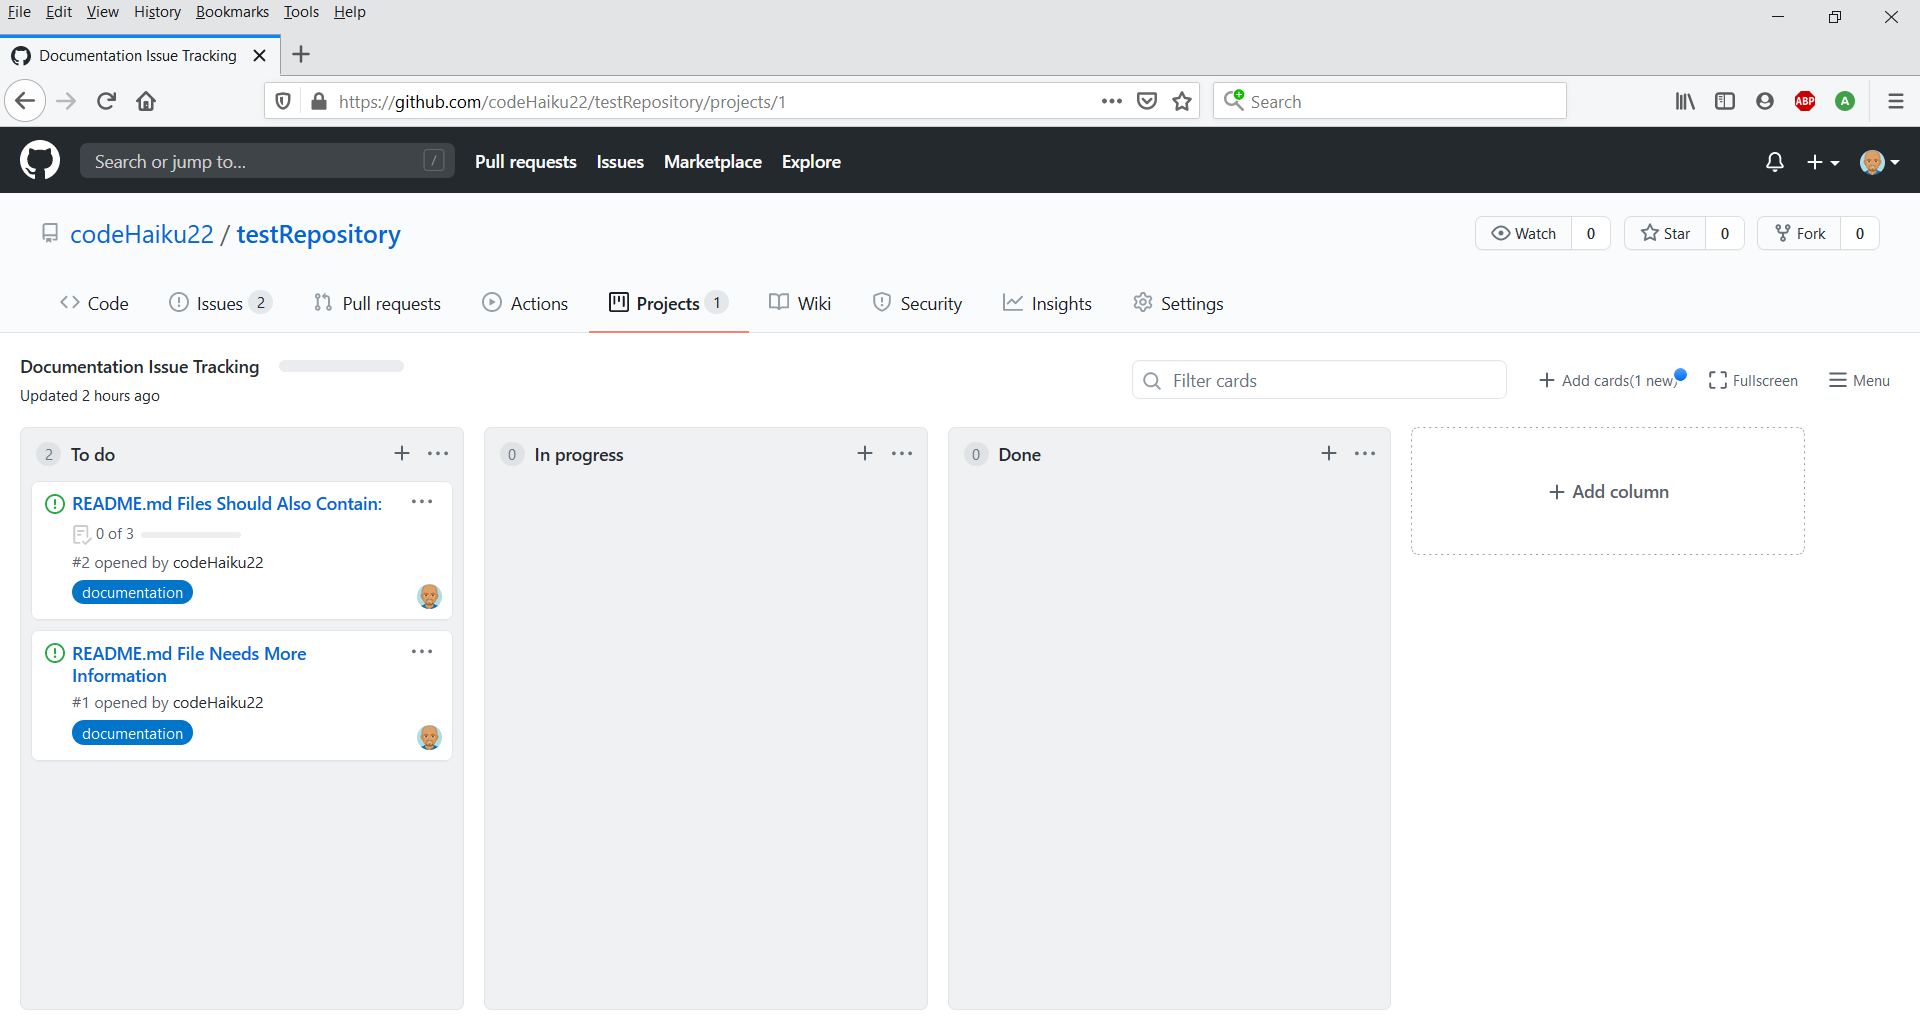 File Edit View History Bookmarks Tools Help
Documentation Issue Tracking
https://github.com/codeHaiku22/testRepository/projects/1
Search
ABP
A
Search or jump to...
/
Pull requests Issues Marketplace Explore
codeHaiku22 / testRepository
Watch 0
Star 0
Fork 0
Code
Issues 2
Pull requests
Actions
Projects 1
Wiki
Security
Insights
Settings
Documentation Issue Tracking
Updated 2 hours ago
Filter cards
Add cards(1 new)
Fullscreen
Menu
2 To do
README.md Files Should Also Contain:
0 of 3
#2 opened by codeHaiku22
documentation
README.md File Needs More
Information
#1 opened by codeHaiku22
documentation
0 In progress
0 Done
Add column